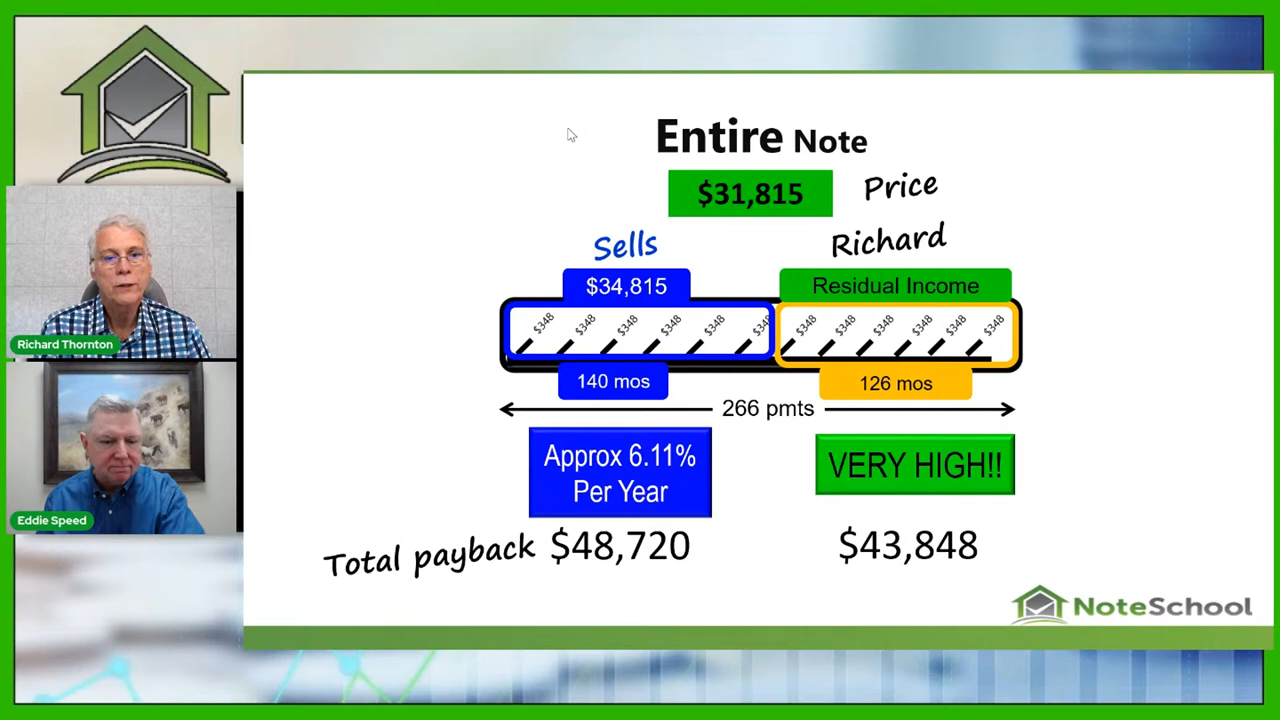 Entire Note
$31,815
Price
Sells
Richard
$34,815
Residual Income
$348 $348 $348 $348 $348 $348 $348 $348 $348 $348 $348 $348
140 mos
126 mos
266 pmts
Approx 6.11%
Per Year
VERY HIGH!!
Total payback $48,720
$43,848
NoteSchool
Richard Thornton
Eddie Speed